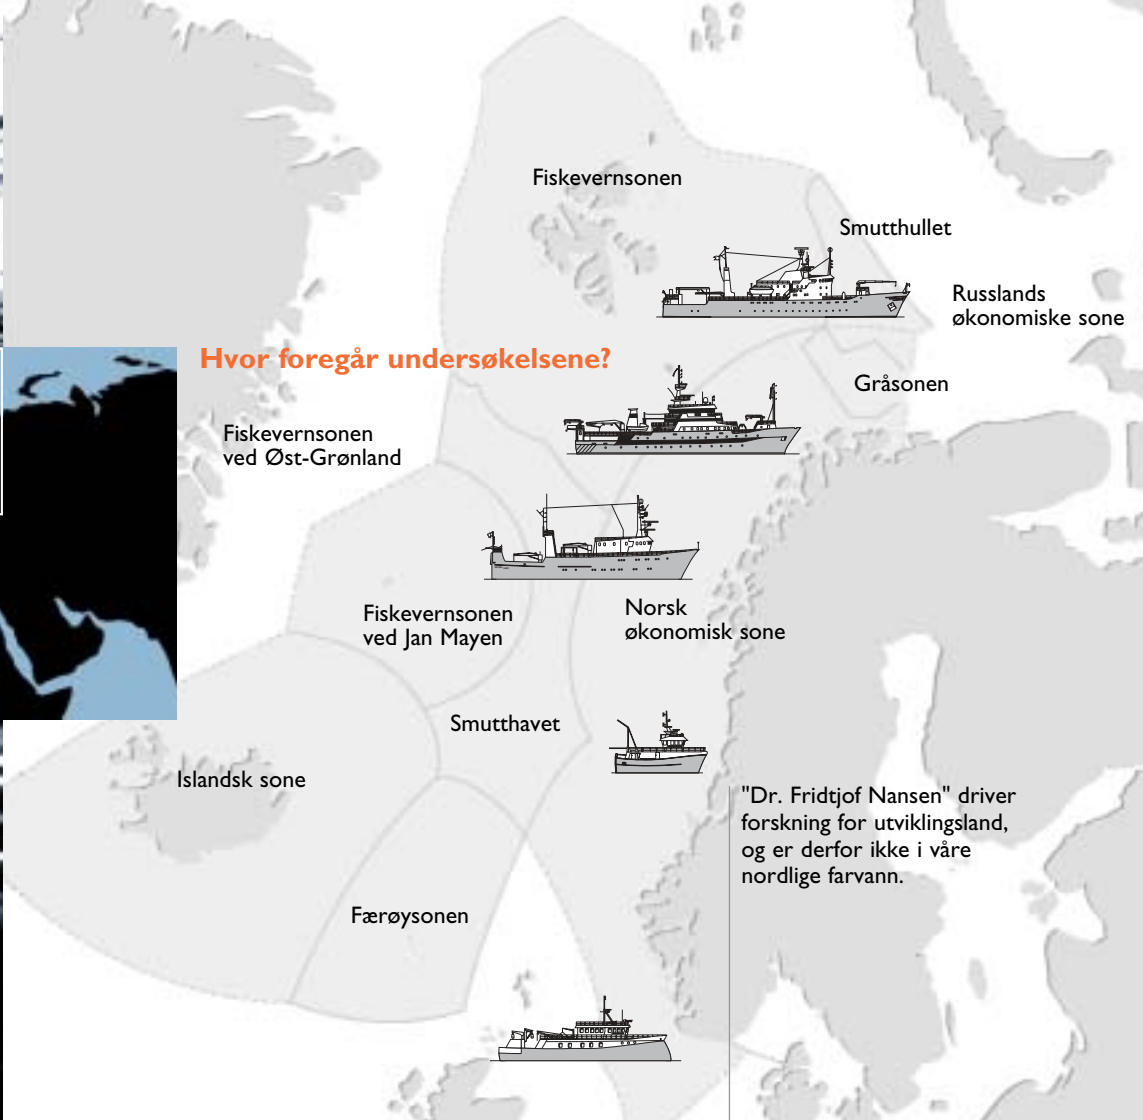 Fiskevernsonen
Smutthullet
Russlands
økonomiske sone
Hvor foregår undersøkelsene?
Gråsonen
Fiskevernsonen
ved Øst-Grønland
Fiskevernsonen
ved Jan Mayen
Norsk
økonomisk sone
Smutthavet
Islandsk sone
"Dr. Fridtjof Nansen" driver
forskning for utviklingsland,
og er derfor ikke i våre
nordlige farvann.
Færøysonen